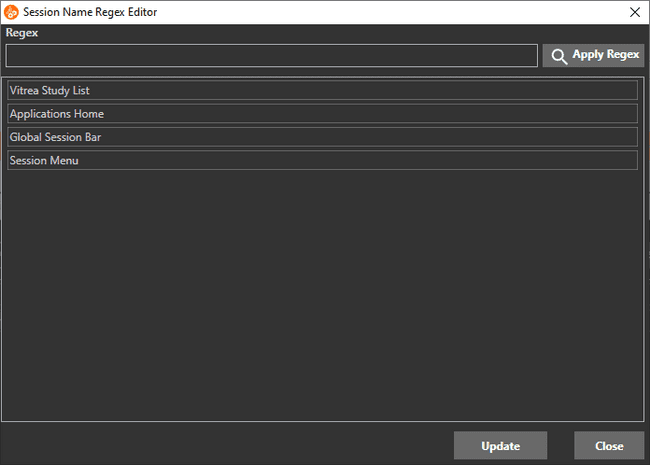 Session Name Regex Editor
Regex
Apply Regex
Vitrea Study List
Applications Home
Global Session Bar
Session Menu
Update
Close